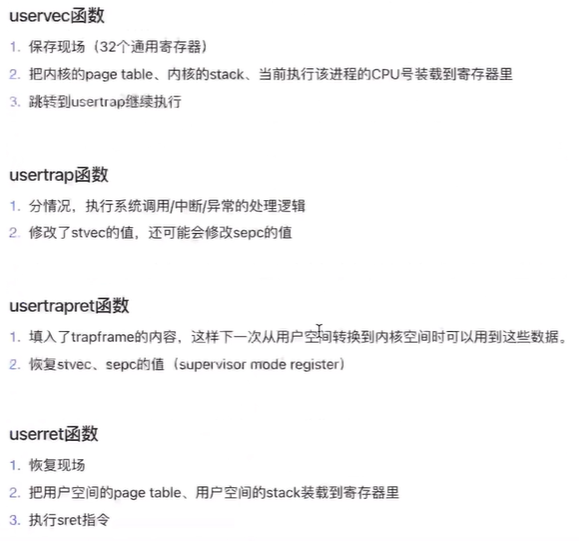 uservec函数
1. 保存现场（32个通用寄存器）
2. 把内核的page table、内核的stack、当前执行该进程的CPU号装载到寄存器里
3. 跳转到usertrap继续执行
usertrap函数
1. 分情况，执行系统调用/中断/异常的处理逻辑
2. 修改了stvec的值，还可能会修改sepc的值
usertrapret函数
1. 填入了trapframe的内容，这样下一次从用户空间转换到内核空间时可以用到这些数据。
2. 恢复stvec、sepc的值（supervisor mode register）
userret函数
1. 恢复现场
2. 把用户空间的page table、用户空间的stack装载到寄存器里
3. 执行sret指令